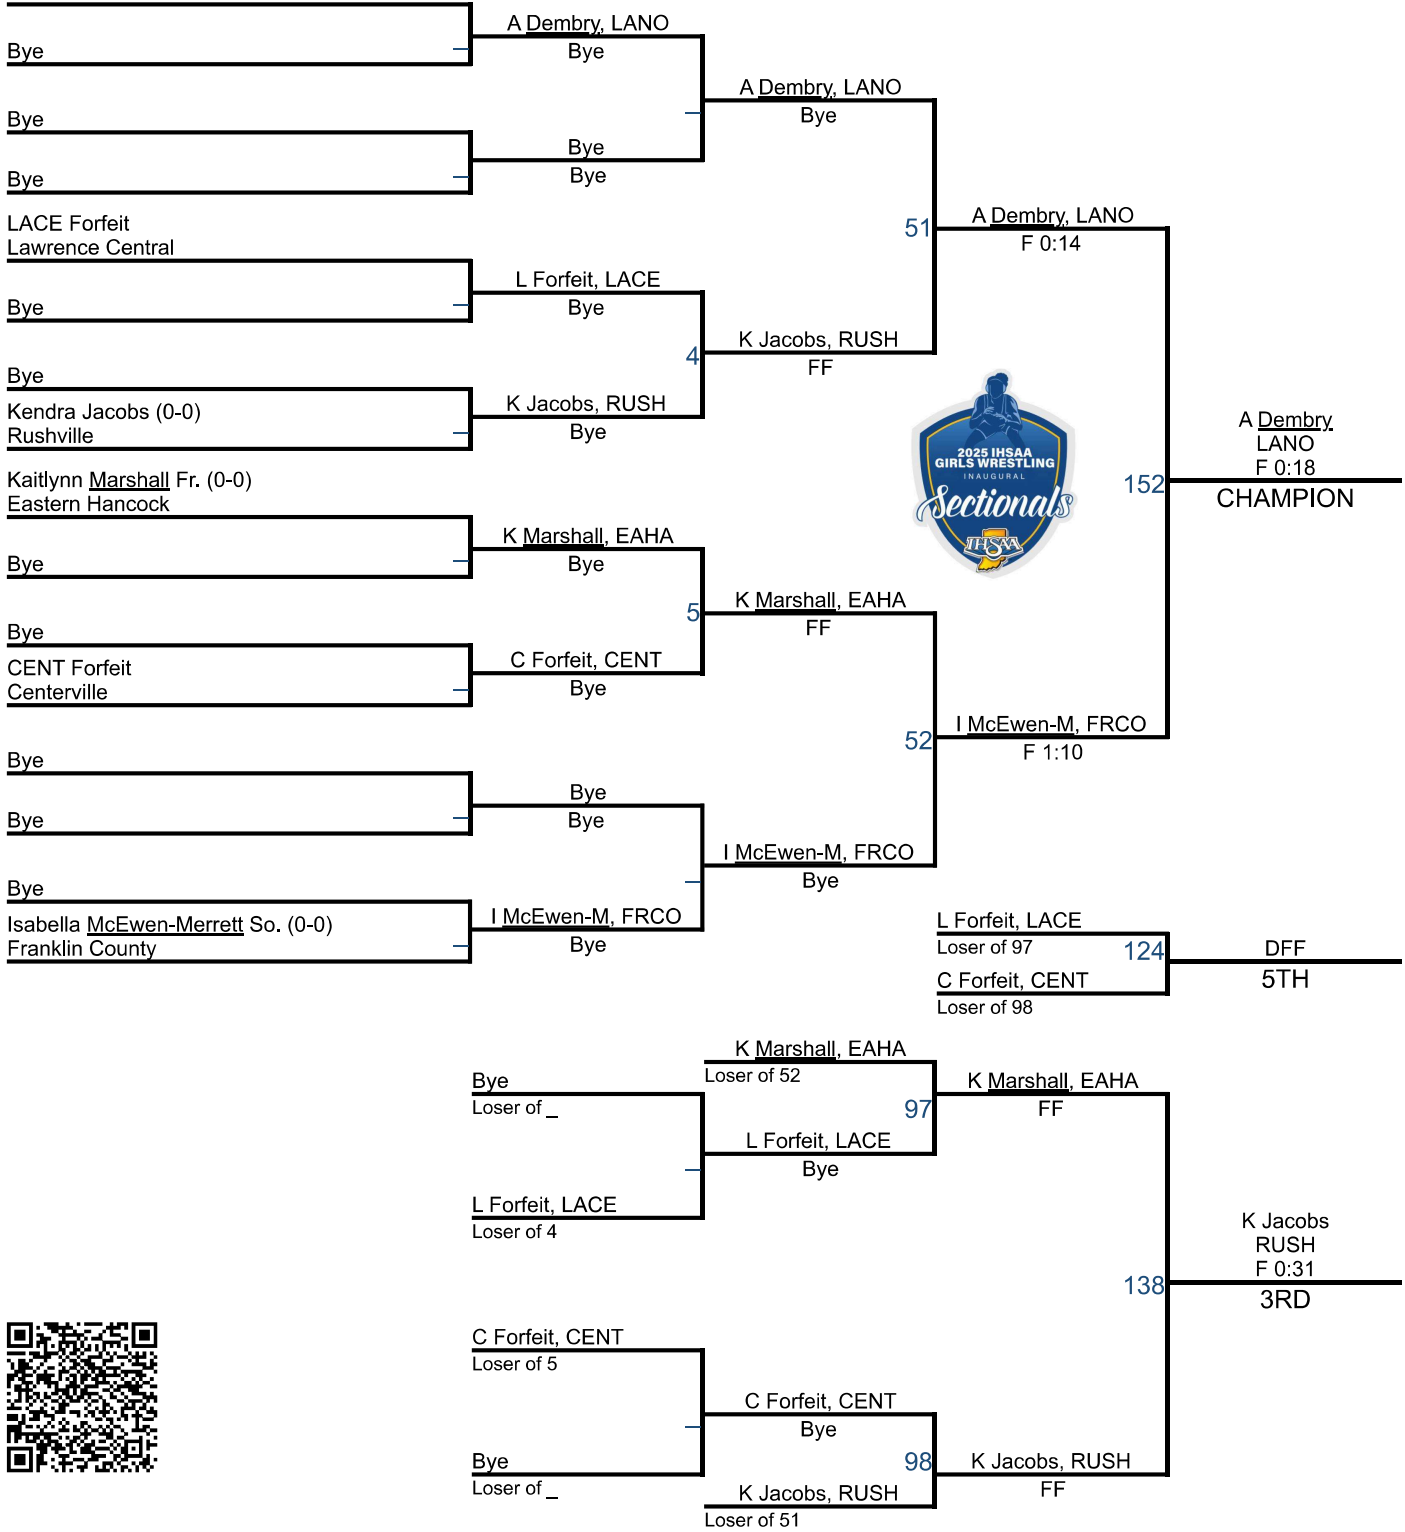 A Dembry, LANO
Bye
Bye
A Dembry, LANO
Bye
Bye
Bye
Bye
Bye
LACE Forfeit
Lawrence Central
A Dembry, LANO
51
F 0:14
L Forfeit, LACE
Bye
Bye
K Jacobs, RUSH
4
FF
Bye
K Jacobs, RUSH
Kendra Jacobs (0-0)
Rushville
Bye
2025 IHSAA
GIRLS WRESTLING
INAUGURAL
Sectionals
IHSAA
A Dembry
LANO
F 0:18
152
CHAMPION
Kaitlynn Marshall Fr. (0-0)
Eastern Hancock
K Marshall, EAHA
Bye
Bye
K Marshall, EAHA
5
FF
Bye
CENT Forfeit
C Forfeit, CENT
Centerville
Bye
I McEwen-M, FRCO
52
F 1:10
Bye
Bye
Bye
Bye
I McEwen-M, FRCO
Bye
Bye
Isabella McEwen-Merrett So. (0-0)
I McEwen-M, FRCO
Franklin County
Bye
L Forfeit, LACE
Loser of 97
124
DFF
5TH
C Forfeit, CENT
Loser of 98
K Marshall, EAHA
Loser of 52
Bye
Loser of _
K Marshall, EAHA
97
FF
L Forfeit, LACE
Bye
L Forfeit, LACE
Loser of 4
K Jacobs
RUSH
F 0:31
138
3RD
C Forfeit, CENT
Loser of 5
C Forfeit, CENT
Bye
Bye
Loser of _
98
K Jacobs, RUSH
FF
K Jacobs, RUSH
Loser of 51